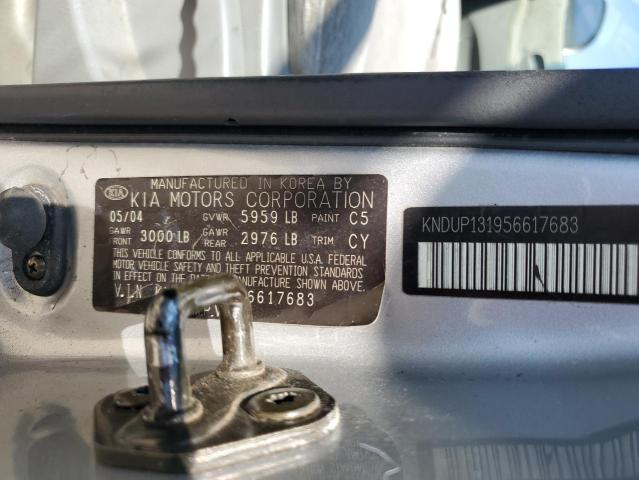 KIA
MANUFACTURED IN KOREA BY
KIA MOTORS CORPORATION
05/04 GVWR 5959 LB PAINT C5
GAWR FRONT 3000 LB GAWR REAR 2976 LB TRIM CY
THIS VEHICLE CONFORMS TO ALL APPLICABLE U.S.A. FEDERAL
MOTOR VEHICLE SAFETY AND THEFT PREVENTION STANDARDS
IN EFFECT ON THE DATE OF MANUFACTURE SHOWN ABOVE.
V.I.N 6617683
KNDUP131956617683